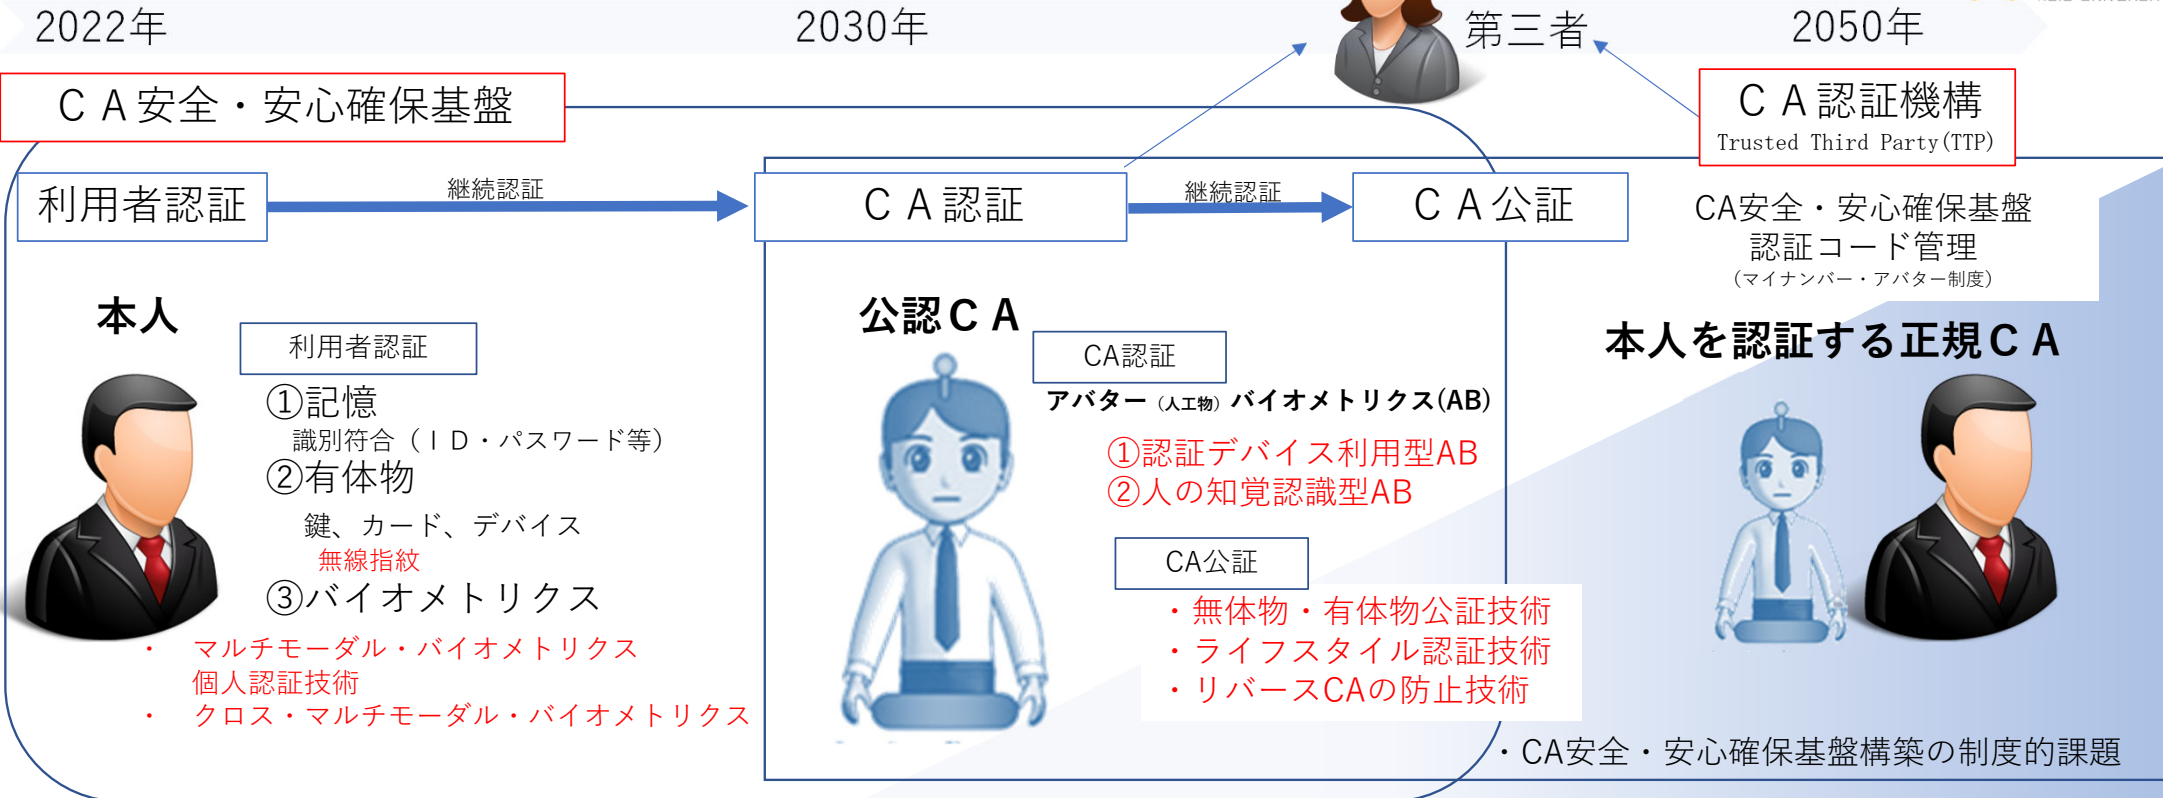 2022年
2030年
第三者
2050年
ＣＡ安全・安心確保基盤
ＣＡ認証機構
Trusted Third Party(TTP)
利用者認証
継続認証
ＣＡ認証
継続認証
ＣＡ公証
CA安全・安心確保基盤
認証コード管理
（マイナンバー・アバター制度）
本人
利用者認証
①記憶
識別符合（ＩＤ・パスワード等）
②有体物
鍵、カード、デバイス
無線指紋
③バイオメトリクス
・ マルチモーダル・バイオメトリクス
個人認証技術
・ クロス・マルチモーダル・バイオメトリクス
公認ＣＡ
CA認証
アバター（人工物）バイオメトリクス(AB)
①認証デバイス利用型AB
②人の知覚認識型AB
CA公証
・無体物・有体物公証技術
・ライフスタイル認証技術
・リバースCAの防止技術
本人を認証する正規ＣＡ
・CA安全・安心確保基盤構築の制度的課題